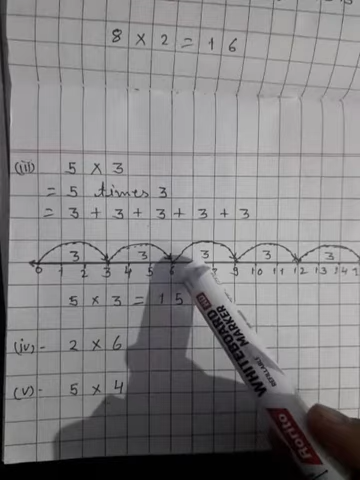 8 × 2 = 16
(iii) 5 × 3
= 5 times 3
= 3 + 3 + 3 + 3 + 3
3 3 3 3 3
0 1 2 3 4 5 6 7 8 9 10 11 12 13 14
5 × 3 = 15
(iv)- 2 × 6
(v)- 5 × 4
WHITEBOARD MARKER
REFILLABLE
Rorito